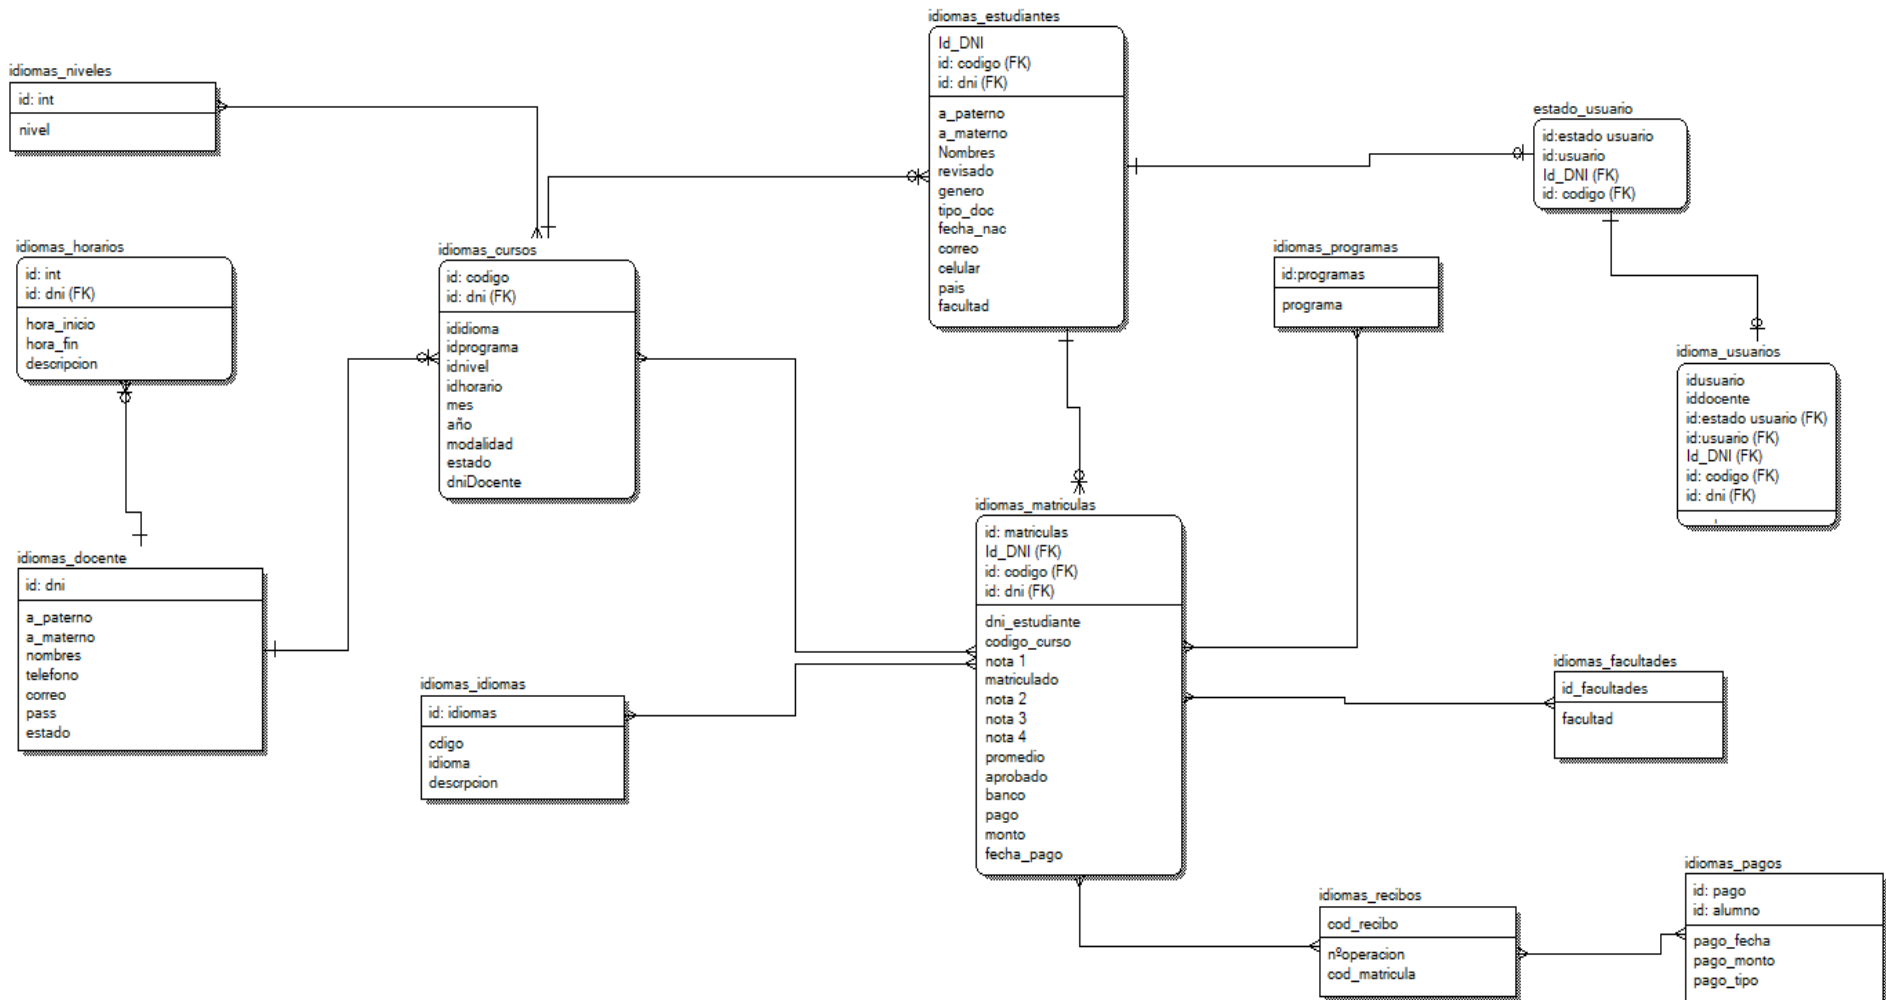 idiomas_estudiantes
Id_DNI
id: codigo (FK)
id: dni (FK)
a_paterno
a_materno
Nombres
revisado
genero
tipo_doc
fecha_nac
correo
celular
pais
facultad
idiomas_niveles
id: int
nivel
estado_usuario
id:estado usuario
id:usuario
Id_DNI (FK)
id: codigo (FK)
idiomas_horarios
id: int
id: dni (FK)
hora_inicio
hora_fin
descripcion
idiomas_cursos
id: codigo
id: dni (FK)
ididioma
idprograma
idnivel
idhorario
mes
año
modalidad
estado
dniDocente
idiomas_programas
id:programas
programa
idioma_usuarios
idusuario
iddocente
id:estado usuario (FK)
id:usuario (FK)
Id_DNI (FK)
id: codigo (FK)
id: dni (FK)
idiomas_matriculas
id: matriculas
Id_DNI (FK)
id: codigo (FK)
id: dni (FK)
dni_estudiante
codigo_curso
nota 1
matriculado
nota 2
nota 3
nota 4
promedio
aprobado
banco
pago
monto
fecha_pago
idiomas_docente
id: dni
a_paterno
a_materno
nombres
telefono
correo
pass
estado
idiomas_idiomas
id: idiomas
cdigo
idioma
descrpcion
idiomas_facultades
id_facultades
facultad
idiomas_recibos
cod_recibo
nºoperacion
cod_matricula
idiomas_pagos
id: pago
id: alumno
pago_fecha
pago_monto
pago_tipo